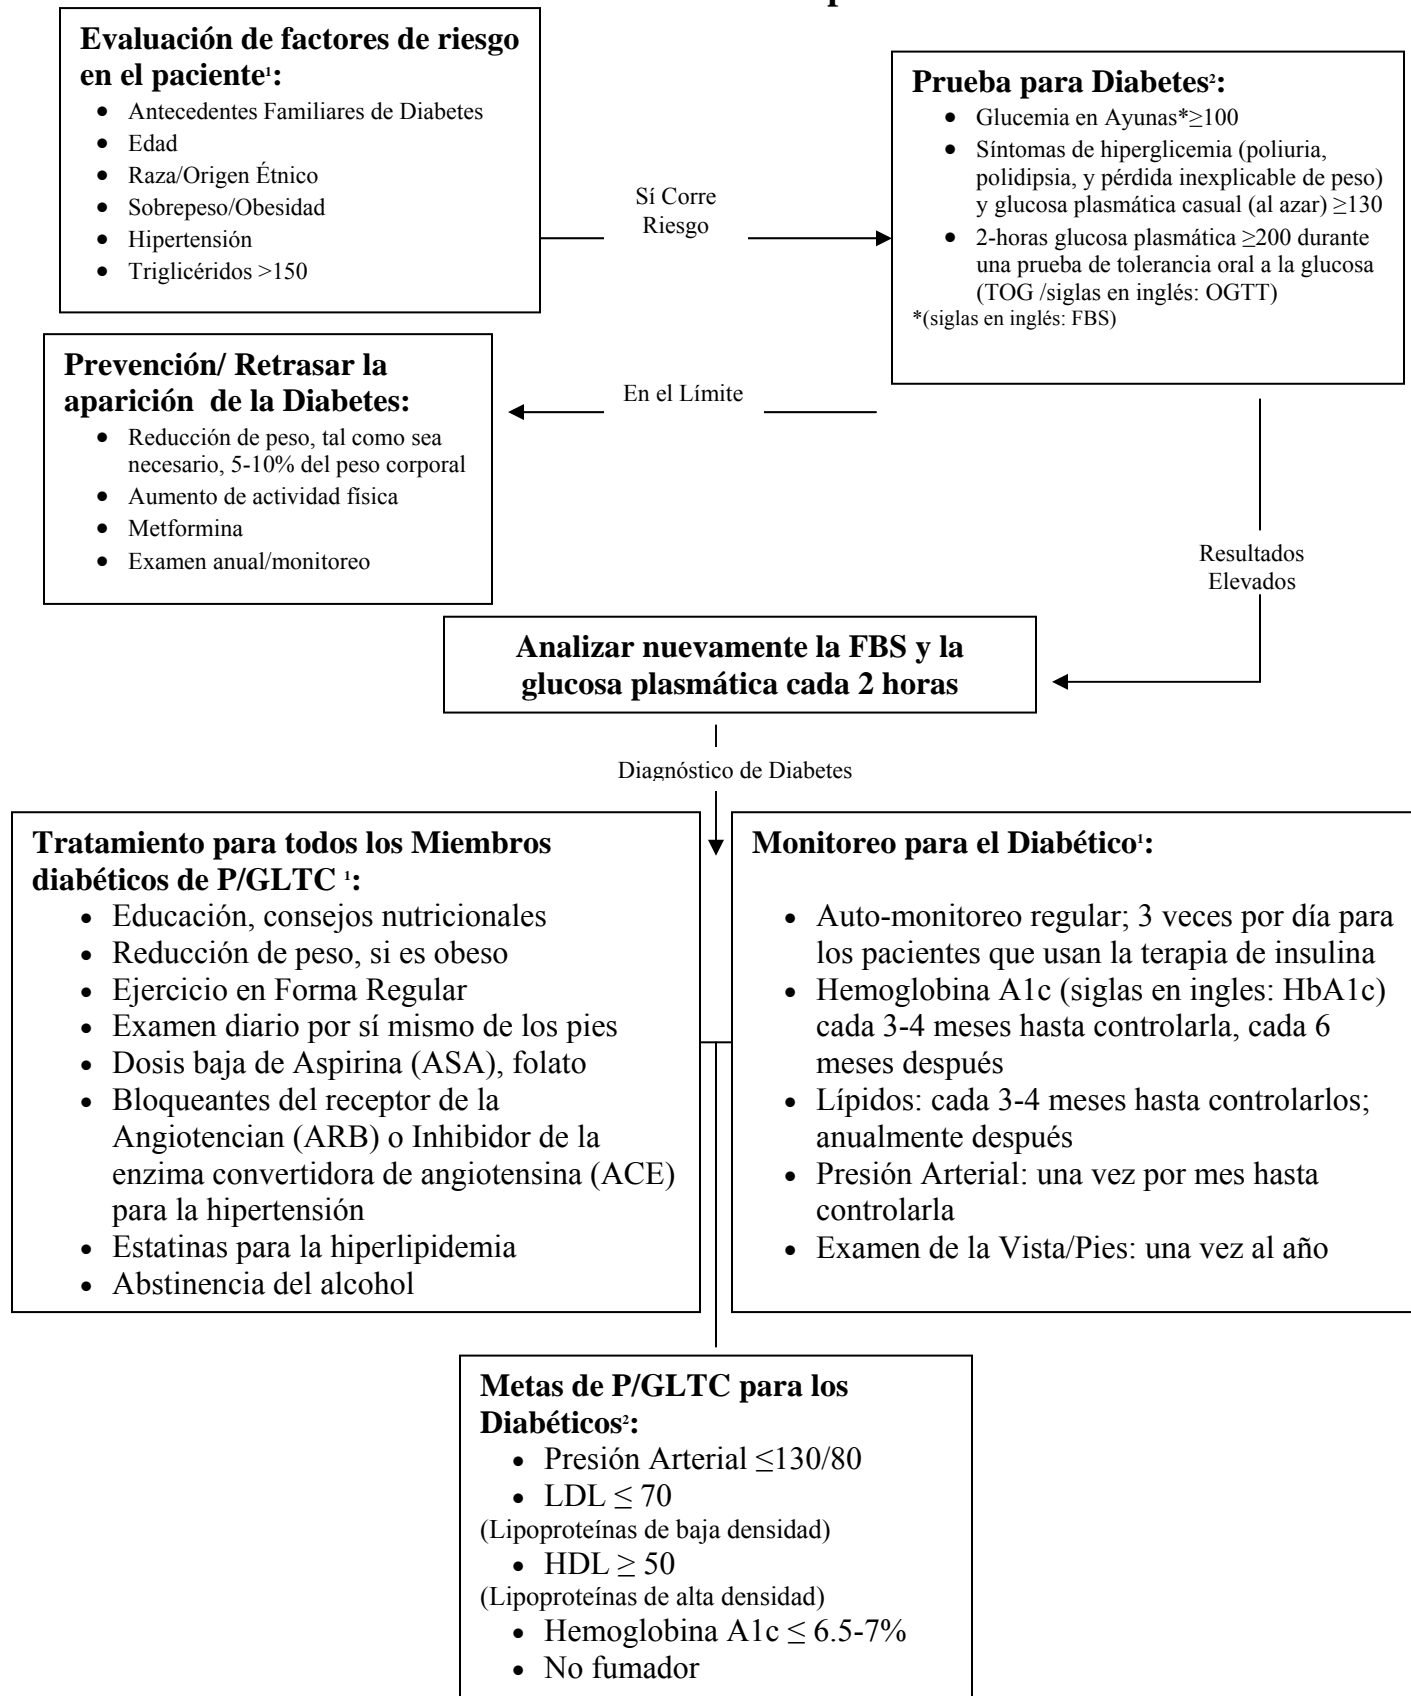 Evaluación de factores de riesgo
en el paciente¹:
• Antecedentes Familiares de Diabetes
• Edad
• Raza/Origen Étnico
• Sobrepeso/Obesidad
• Hipertensión
• Triglicéridos >150
Sí Corre
Riesgo
Prueba para Diabetes²:
• Glucemia en Ayunas*≥100
• Síntomas de hiperglicemia (poliuria,
polidipsia, y pérdida inexplicable de peso)
y glucosa plasmática casual (al azar) ≥130
• 2-horas glucosa plasmática ≥200 durante
una prueba de tolerancia oral a la glucosa
(TOG /siglas en inglés: OGTT)
*(siglas en inglés: FBS)
Prevención/ Retrasar la
aparición de la Diabetes:
• Reducción de peso, tal como sea
necesario, 5-10% del peso corporal
• Aumento de actividad física
• Metformina
• Examen anual/monitoreo
En el Límite
Resultados
Elevados
Analizar nuevamente la FBS y la
glucosa plasmática cada 2 horas
Diagnóstico de Diabetes
Tratamiento para todos los Miembros
diabéticos de P/GLTC ¹:
• Educación, consejos nutricionales
• Reducción de peso, si es obeso
• Ejercicio en Forma Regular
• Examen diario por sí mismo de los pies
• Dosis baja de Aspirina (ASA), folato
• Bloqueantes del receptor de la
Angiotencian (ARB) o Inhibidor de la
enzima convertidora de angiotensina (ACE)
para la hipertensión
• Estatinas para la hiperlipidemia
• Abstinencia del alcohol
Monitoreo para el Diabético¹:
• Auto-monitoreo regular; 3 veces por día para
los pacientes que usan la terapia de insulina
• Hemoglobina A1c (siglas en ingles: HbA1c)
cada 3-4 meses hasta controlarla, cada 6
meses después
• Lípidos: cada 3-4 meses hasta controlarlos;
anualmente después
• Presión Arterial: una vez por mes hasta
controlarla
• Examen de la Vista/Pies: una vez al año
Metas de P/GLTC para los
Diabéticos²:
• Presión Arterial ≤130/80
• LDL ≤ 70
(Lipoproteínas de baja densidad)
• HDL ≥ 50
(Lipoproteínas de alta densidad)
• Hemoglobina A1c ≤ 6.5-7%
• No fumador